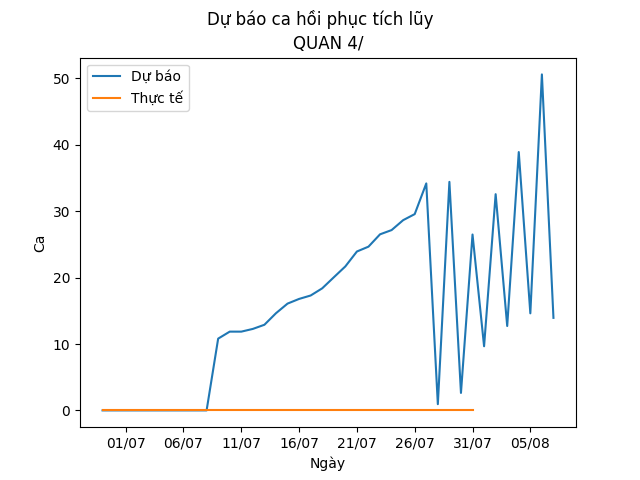 Dự báo ca hồi phục tích lũy
QUAN 4/
Dự báo
Thực tế
50
40
30
20
10
0
Ca
01/07 06/07 11/07 16/07 21/07 26/07 31/07 05/08
Ngày